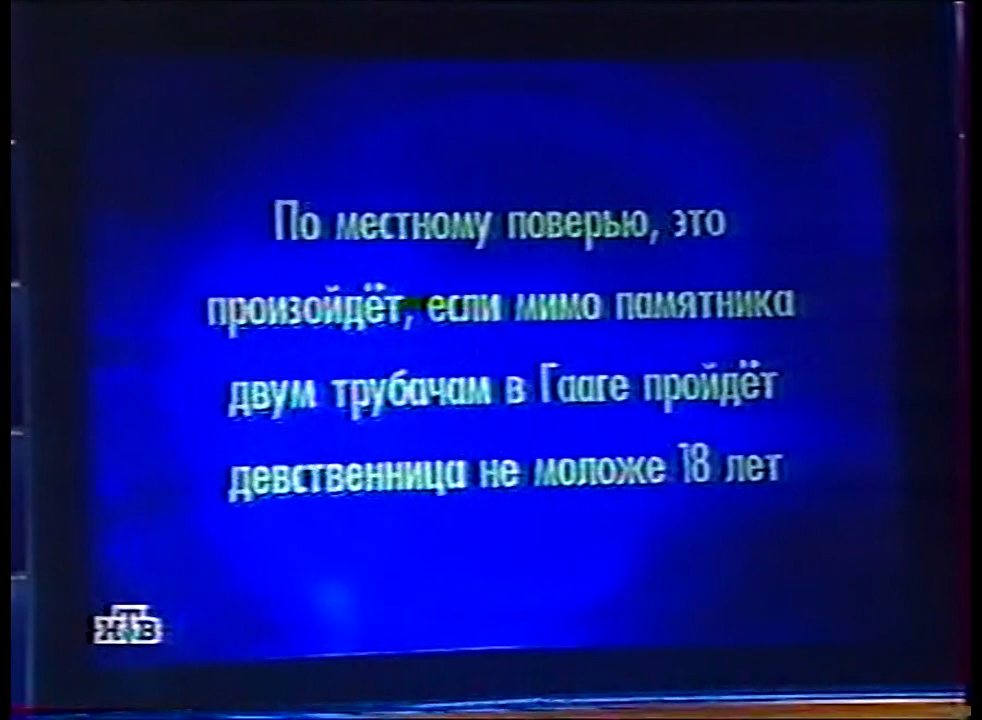 По местному поверью, это
произойдёт, если мимо памятника
двум трубачам в Гааге пройдёт
девственница не моложе 18 лет
НТВ